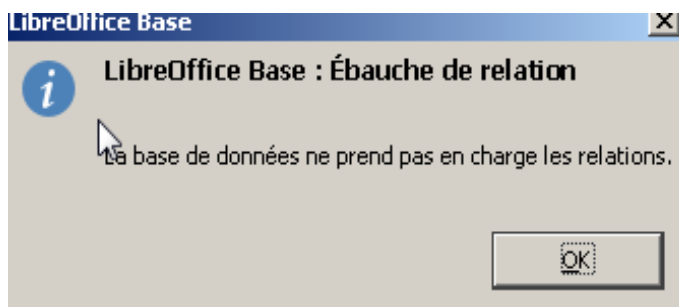 LibreOffice Base
LibreOffice Base : Ébauche de relation
La base de données ne prend pas en charge les relations.
OK